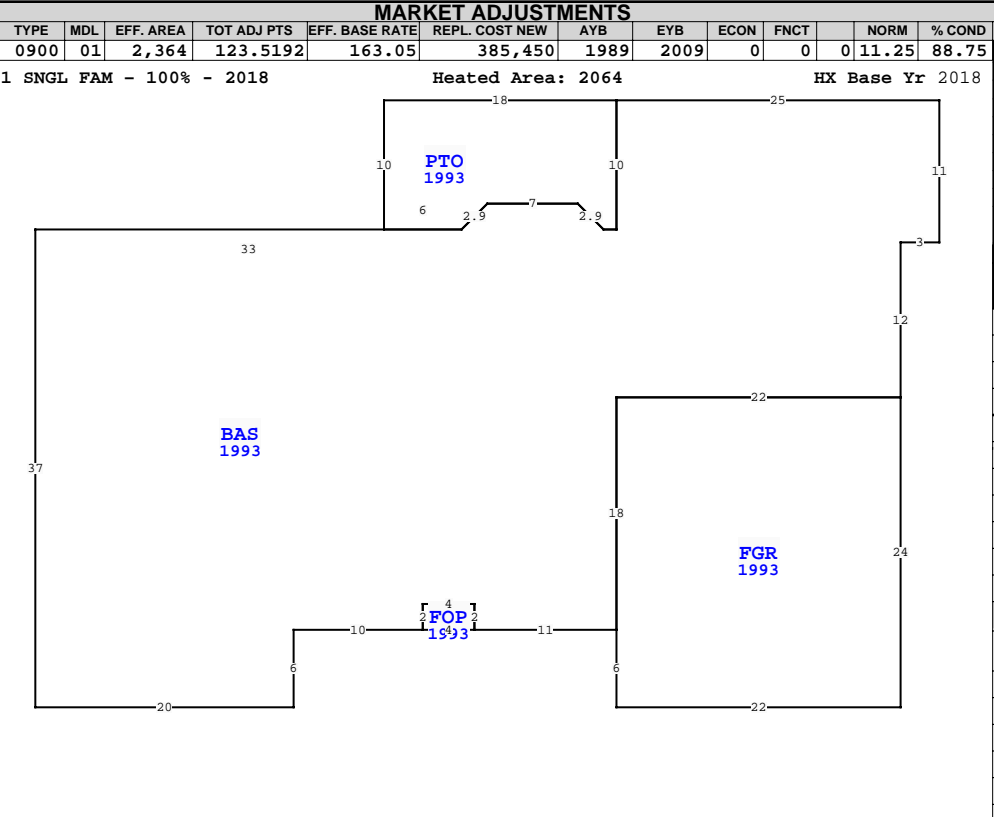 MARKET ADJUSTMENTS
TYPE MDL EFF. AREA TOT ADJ PTS EFF. BASE RATE REPL. COST NEW AYB EYB ECON FNCT NORM % COND
0900 01 2,364 123.5192 163.05 385,450 1989 2009 0 0 0 11.25 88.75
1 SNGL FAM – 100% - 2018 Heated Area: 2064 HX Base Yr 2018
18 25
10 PTO 10 11
1993
6 2.9 7 2.9
33 3
12
22
BAS
1993
37
18
FGR 24
1993
4
2 FOP 2
1993
10 4 11
6 6
20 22